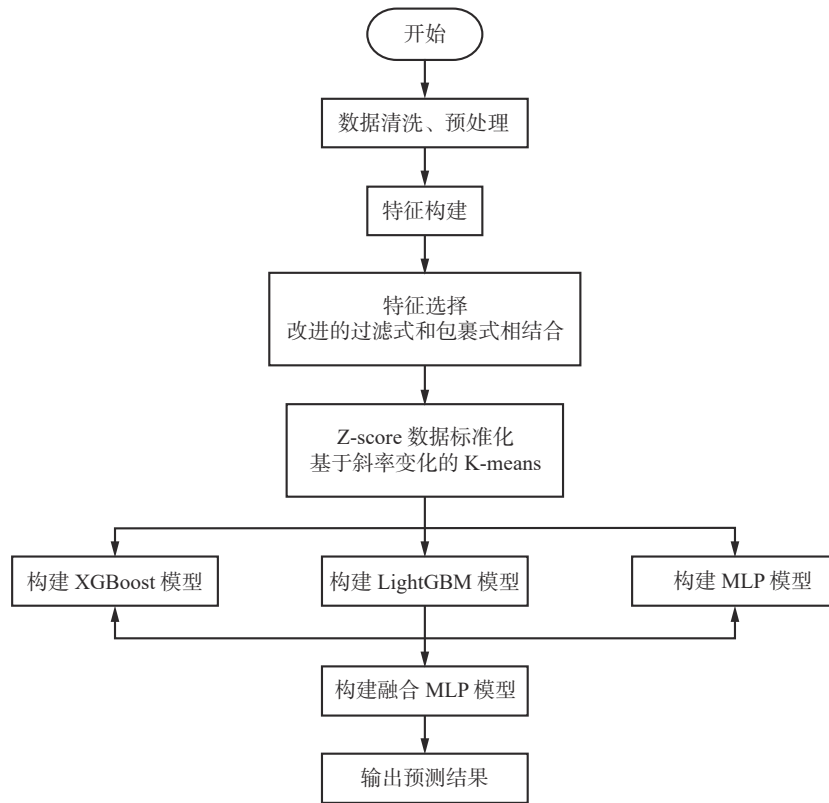 开始
数据清洗、预处理
特征构建
特征选择
改进的过滤式和包裹式相结合
Z-score 数据标准化
基于斜率变化的 K-means
构建 XGBoost 模型
构建 LightGBM 模型
构建 MLP 模型
构建融合 MLP 模型
输出预测结果